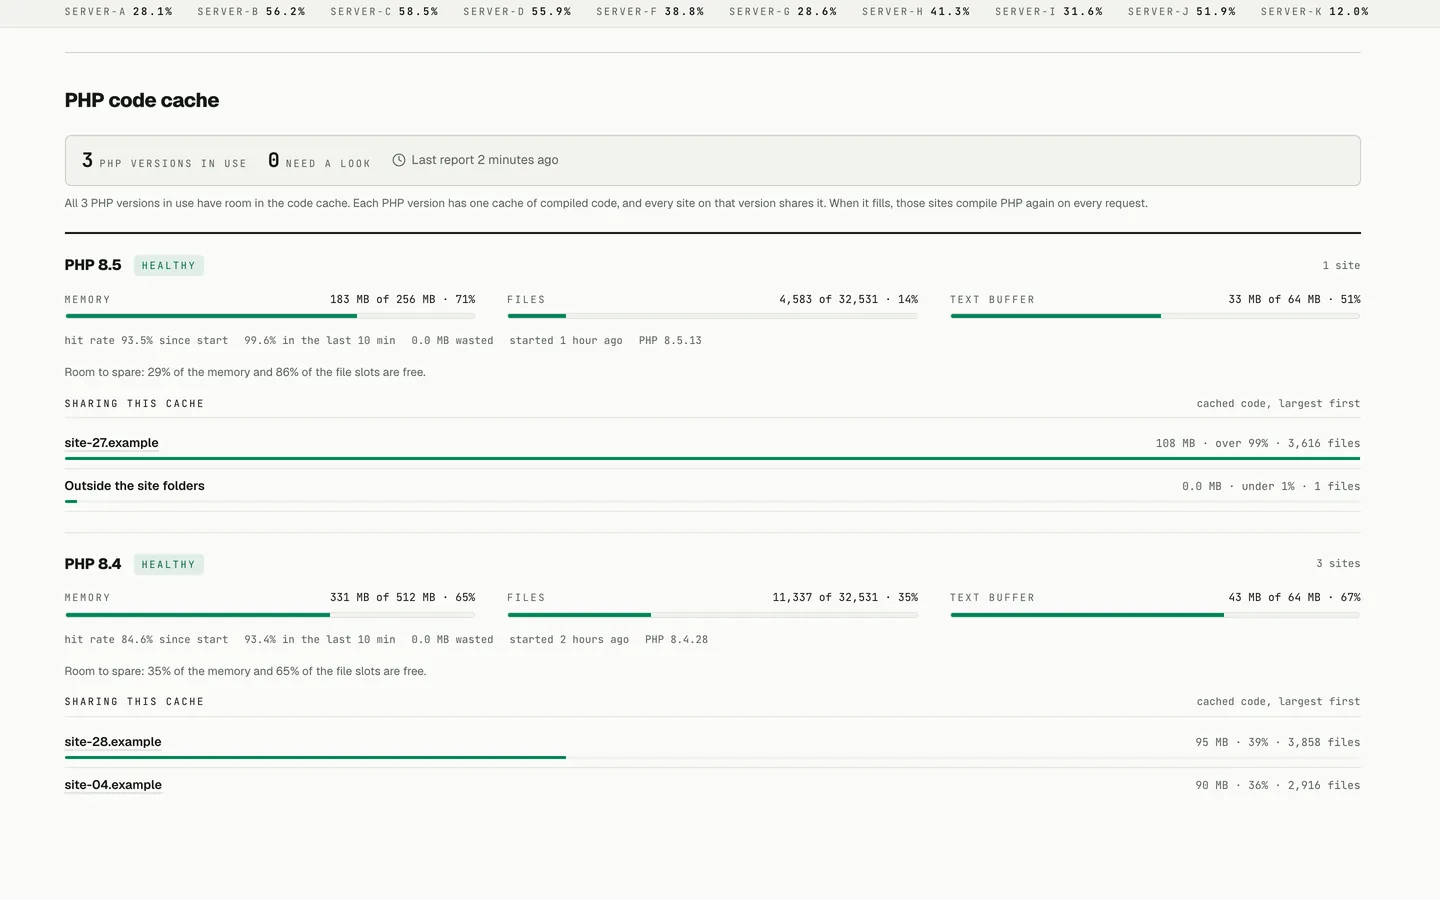 SERVER-A 28.1% SERVER-B 56.2% SERVER-C 58.5% SERVER-D 55.9% SERVER-F 38.8% SERVER-G 28.6% SERVER-H 41.3% SERVER-I 31.6% SERVER-J 51.9% SERVER-K 12.0%
PHP code cache
3 PHP VERSIONS IN USE 0 NEED A LOOK Last report 2 minutes ago
All 3 PHP versions in use have room in the code cache. Each PHP version has one cache of compiled code, and every site on that version shares it. When it fills, those sites compile PHP again on every request.
PHP 8.5 HEALTHY 1 site
MEMORY 183 MB of 256 MB · 71% FILES 4,583 of 32,531 · 14% TEXT BUFFER 33 MB of 64 MB · 51%
hit rate 93.5% since start 99.6% in the last 10 min 0.0 MB wasted started 1 hour ago PHP 8.5.13
Room to spare: 29% of the memory and 86% of the file slots are free.
SHARING THIS CACHE cached code, largest first
site-27.example 108 MB · over 99% · 3,616 files
Outside the site folders 0.0 MB · under 1% · 1 files
PHP 8.4 HEALTHY 3 sites
MEMORY 331 MB of 512 MB · 65% FILES 11,337 of 32,531 · 35% TEXT BUFFER 43 MB of 64 MB · 67%
hit rate 84.6% since start 93.4% in the last 10 min 0.0 MB wasted started 2 hours ago PHP 8.4.28
Room to spare: 35% of the memory and 65% of the file slots are free.
SHARING THIS CACHE cached code, largest first
site-28.example 95 MB · 39% · 3,858 files
site-04.example 90 MB · 36% · 2,916 files